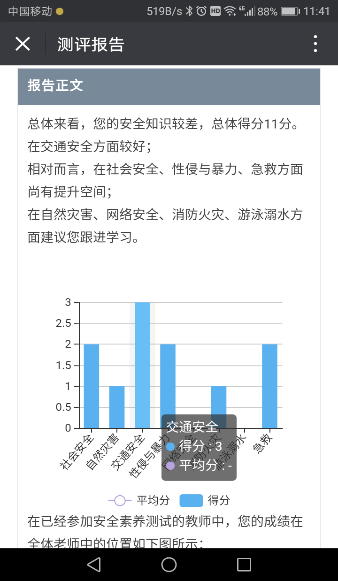 中国移动 519B/s HD 4G 88% 11:41
测评报告
报告正文
总体来看，您的安全知识较差，总体得分11分。
在交通安全方面较好；
相对而言，在社会安全、性侵与暴力、急救方面
尚有提升空间；
在自然灾害、网络安全、消防火灾、游泳溺水方
面建议您跟进学习。
3
2.5
2
1.5
1
0.5
0
社会安全
自然灾害
交通安全
性侵与暴力
急救
交通安全
得分 : 3
平均分 : -
平均分 得分
在已经参加安全素养测试的教师中，您的成绩在
全体老师中的位置如下图所示：